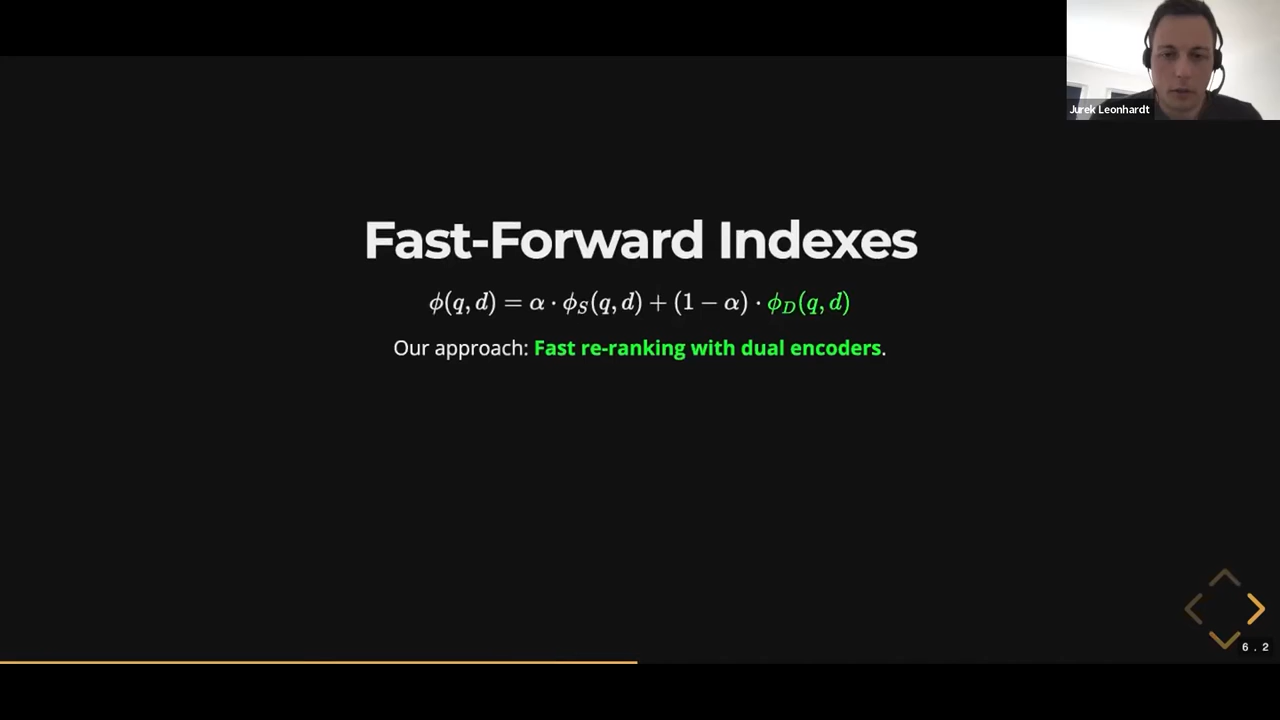 Jurek Leonhardt
Fast-Forward Indexes
ϕ(q, d) = α · ϕ_S(q, d) + (1 − α) · ϕ_D(q, d)
Our approach: Fast re-ranking with dual encoders.
6 . 2